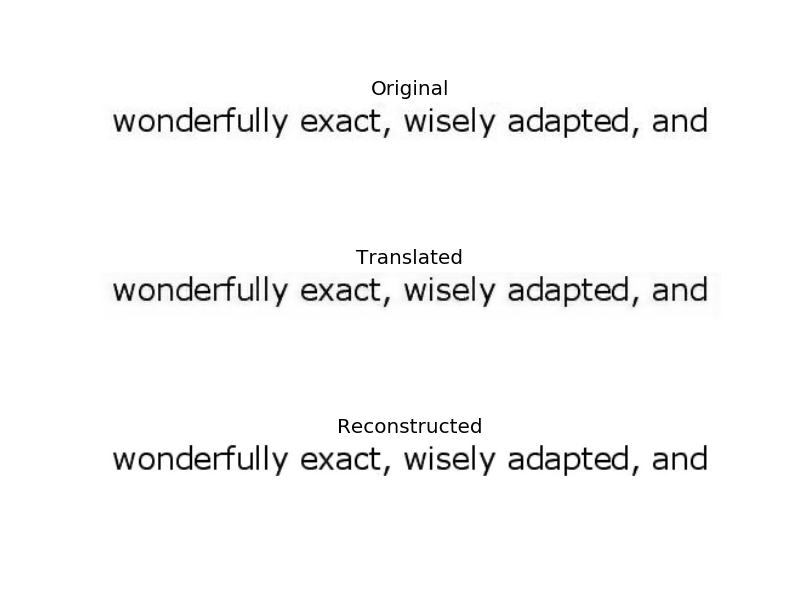 Original
wonderfully exact, wisely adapted, and
Translated
wonderfully exact, wisely adapted, and
Reconstructed
wonderfully exact, wisely adapted, and